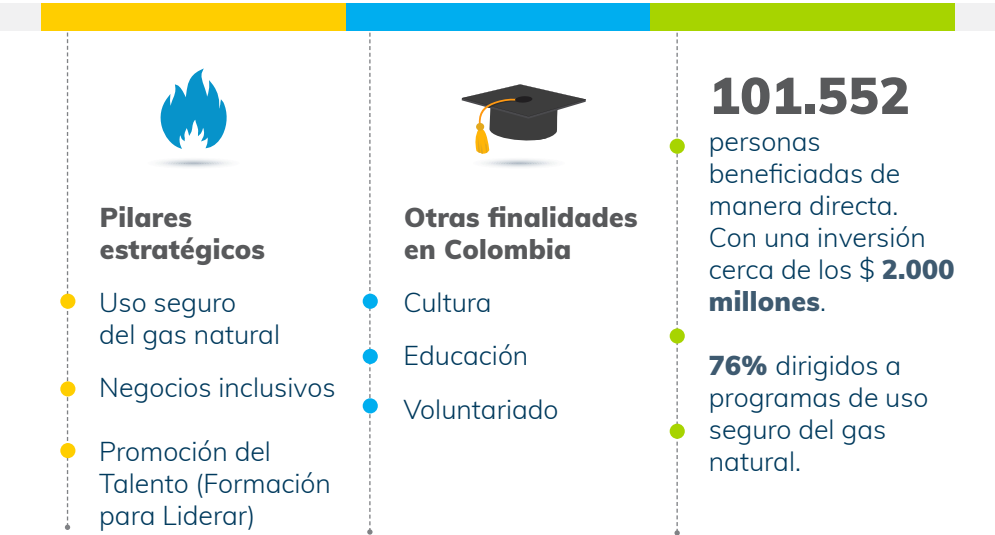 Pilares
estratégicos
Uso seguro
del gas natural
Negocios inclusivos
Promoción del
Talento (Formación
para Liderar)
Otras finalidades
en Colombia
Cultura
Educación
Voluntariado
101.552
personas
beneficiadas de
manera directa.
Con una inversión
cerca de los $ 2.000
millones.
76% dirigidos a
programas de uso
seguro del gas
natural.